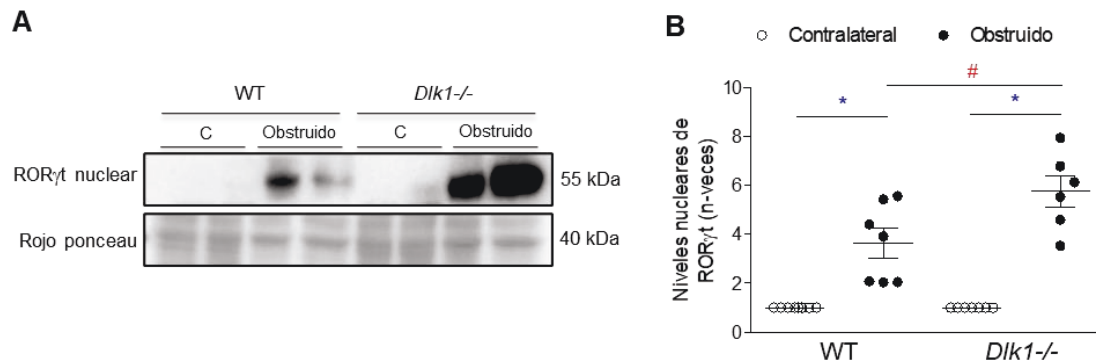 A
WT Dlk1-/-
C Obstruido C Obstruido
RORγt nuclear 55 kDa
Rojo ponceau 40 kDa
B
Contralateral Obstruido
#
* *
Niveles nucleares de
RORγt (n-veces)
10
8
6
4
2
0
WT Dlk1-/-